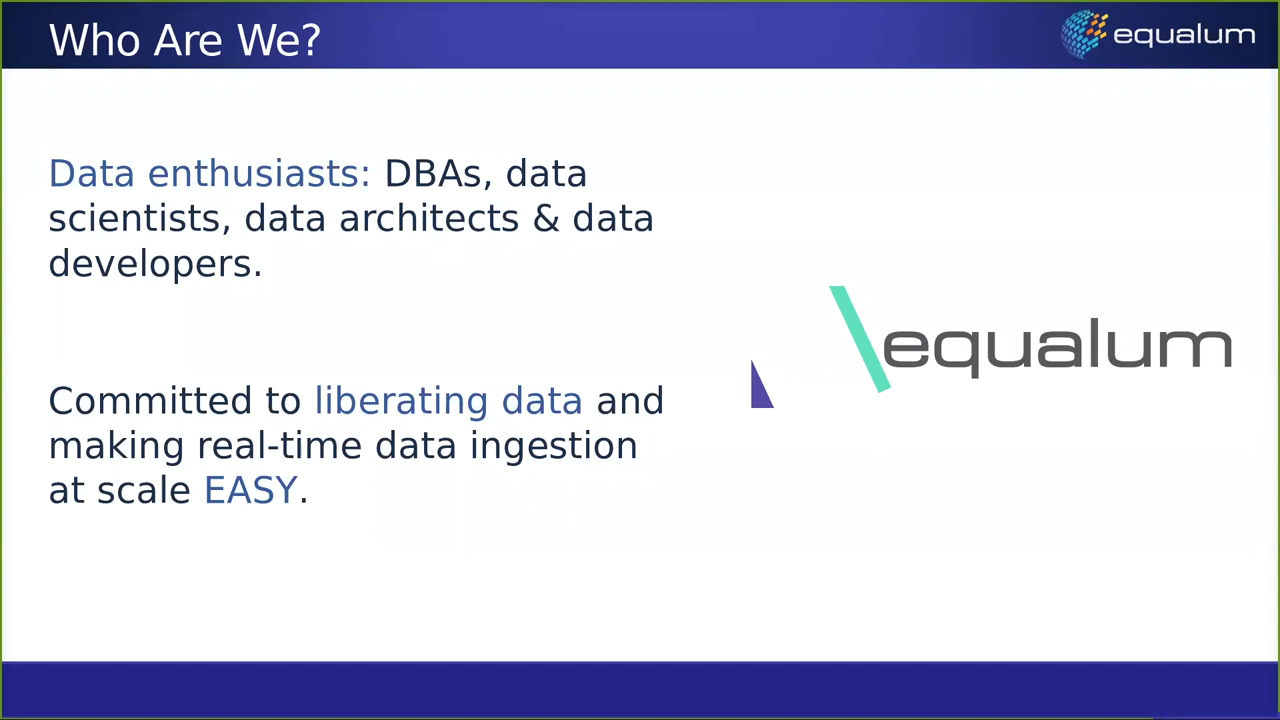 Who Are We?
equalum
Data enthusiasts: DBAs, data
scientists, data architects & data
developers.
equalum
Committed to liberating data and
making real-time data ingestion
at scale EASY.